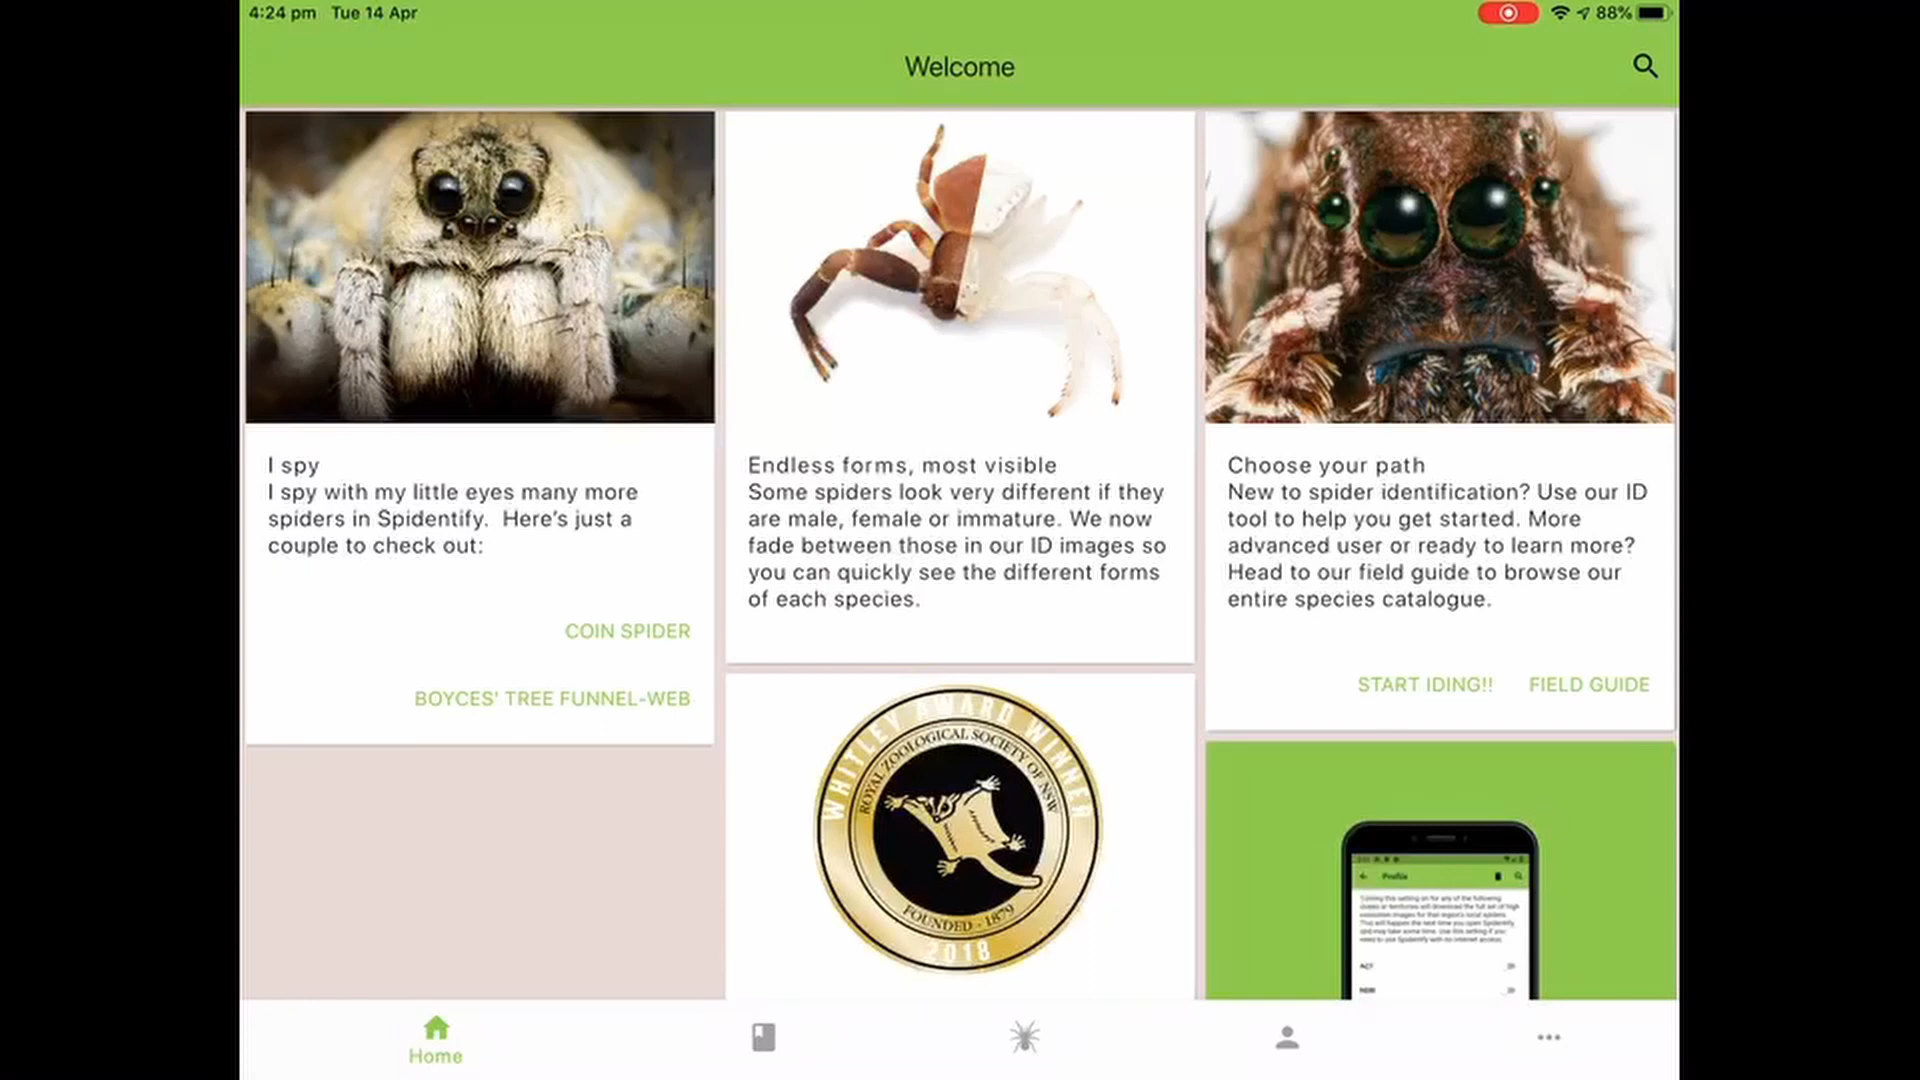 4:24 pm Tue 14 Apr
88%
Welcome
I spy
I spy with my little eyes many more
spiders in Spidentify. Here's just a
couple to check out:
COIN SPIDER
BOYCES' TREE FUNNEL-WEB
Endless forms, most visible
Some spiders look very different if they
are male, female or immature. We now
fade between those in our ID images so
you can quickly see the different forms
of each species.
WHITLEY AWARD WINNER
ROYAL ZOOLOGICAL SOCIETY OF NSW
FOUNDED - 1879
2018
Choose your path
New to spider identification? Use our ID
tool to help you get started. More
advanced user or ready to learn more?
Head to our field guide to browse our
entire species catalogue.
START IDING!! FIELD GUIDE
Profile
ACT
NSW
Home